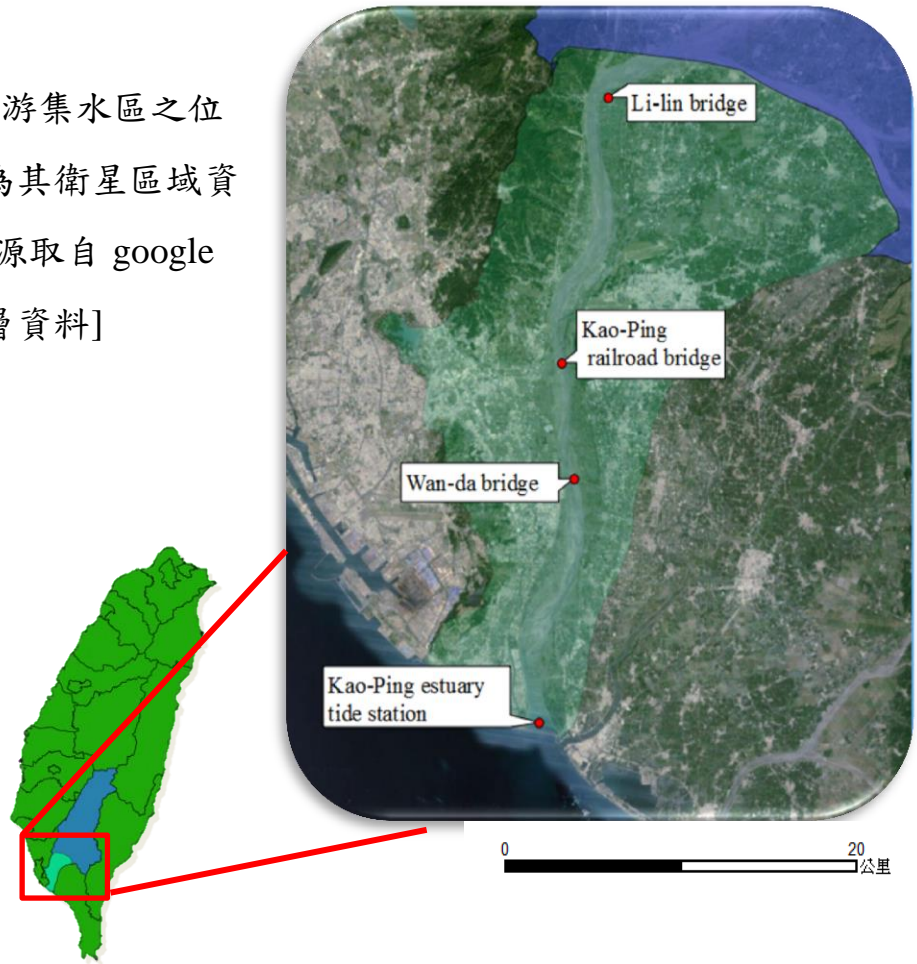 游集水區之位
為其衛星區域資
源取自 google
層資料]
Li-lin bridge
Kao-Ping
railroad bridge
Wan-da bridge
Kao-Ping estuary
tide station
0 20
公里